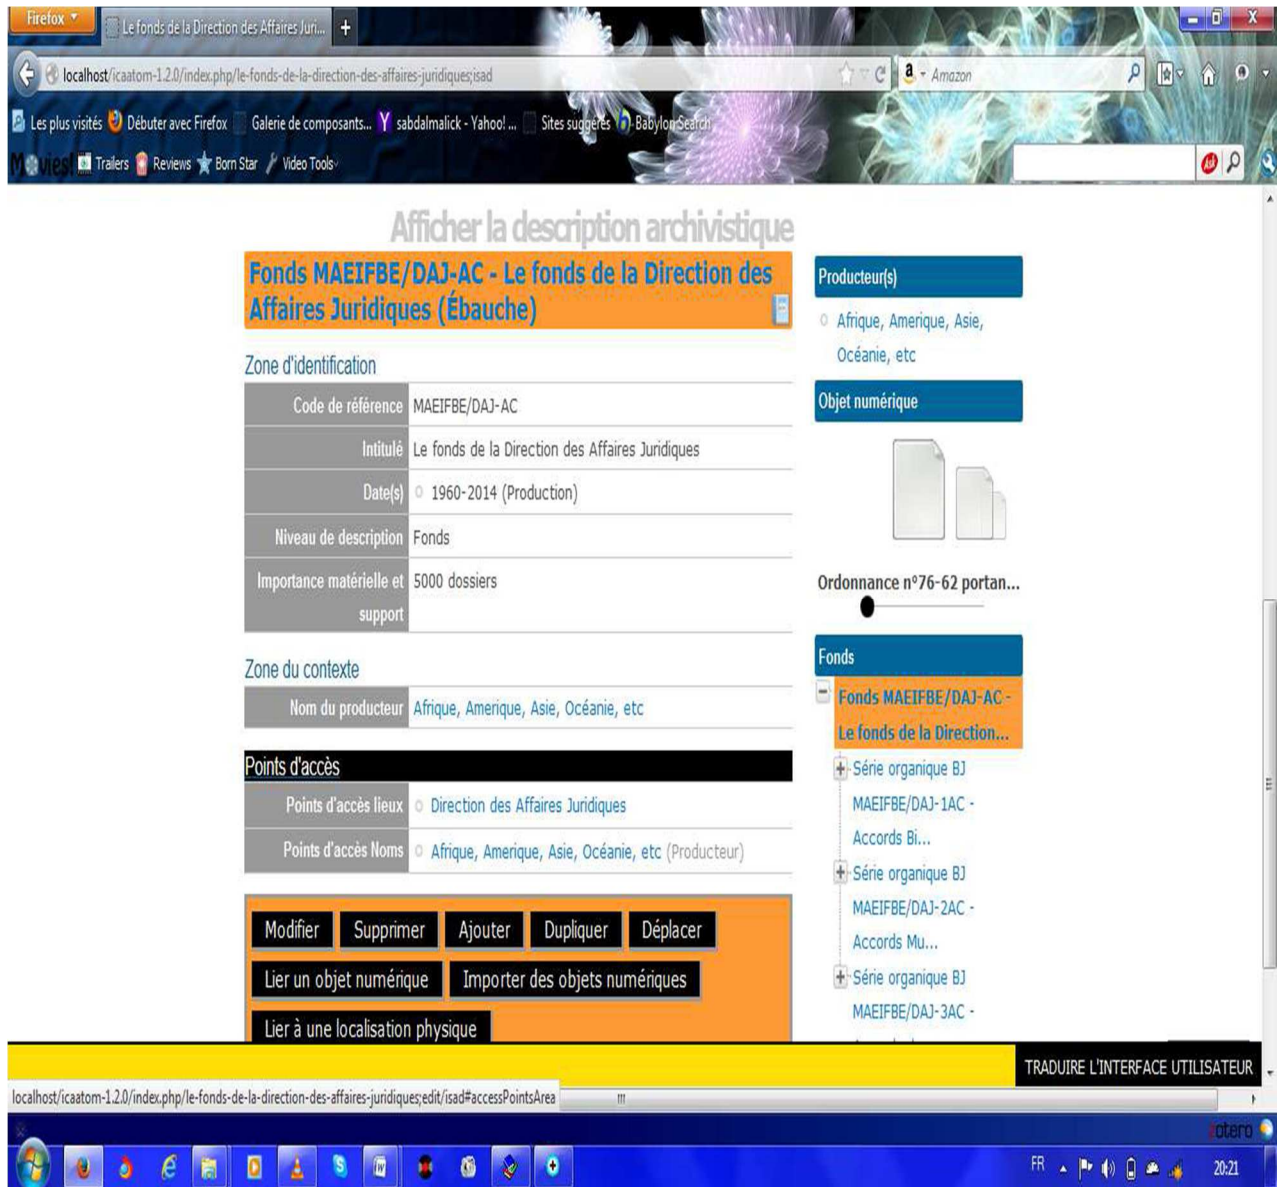 Firefox
Le fonds de la Direction des Affaires Juri...
localhost/icaatom-1.2.0/index.php/le-fonds-de-la-direction-des-affaires-juridiques;isad
Amazon
Les plus visités Débuter avec Firefox Galerie de composants... sabdalmalick - Yahoo! ... Sites suggérés Babylon Search
Movies! Trailers Reviews Born Star Video Tools
Ask
Afficher la description archivistique
Fonds MAEIFBE/DAJ-AC - Le fonds de la Direction des
Affaires Juridiques (Ébauche)
Zone d'identification
Code de référence MAEIFBE/DAJ-AC
Intitulé Le fonds de la Direction des Affaires Juridiques
Date(s) 1960-2014 (Production)
Niveau de description Fonds
Importance matérielle et 5000 dossiers
support
Zone du contexte
Nom du producteur Afrique, Amerique, Asie, Océanie, etc
Points d'accès
Points d'accès lieux Direction des Affaires Juridiques
Points d'accès Noms Afrique, Amerique, Asie, Océanie, etc (Producteur)
Modifier Supprimer Ajouter Dupliquer Déplacer
Lier un objet numérique Importer des objets numériques
Lier à une localisation physique
Producteur(s)
Afrique, Amerique, Asie,
Océanie, etc
Objet numérique
Ordonnance nº76-62 portan...
Fonds
Fonds MAEIFBE/DAJ-AC -
Le fonds de la Direction...
Série organique BJ
MAEIFBE/DAJ-1AC -
Accords Bi...
Série organique BJ
MAEIFBE/DAJ-2AC -
Accords Mu...
Série organique BJ
MAEIFBE/DAJ-3AC -
TRADUIRE L'INTERFACE UTILISATEUR
localhost/icaatom-1.2.0/index.php/le-fonds-de-la-direction-des-affaires-juridiques;edit/isad#accessPointsArea
zotero
FR 20:21